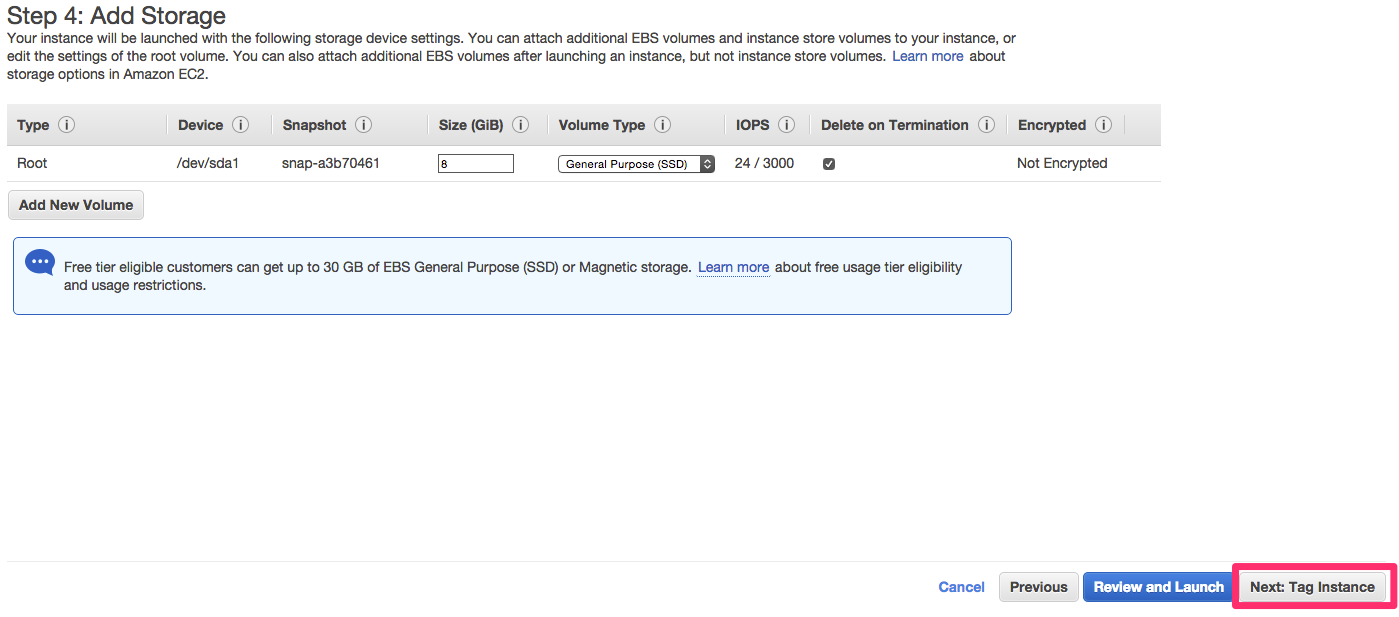 Step 4: Add Storage
Your instance will be launched with the following storage device settings. You can attach additional EBS volumes and instance store volumes to your instance, or
edit the settings of the root volume. You can also attach additional EBS volumes after launching an instance, but not instance store volumes. Learn more about
storage options in Amazon EC2.
Type i Device i Snapshot i Size (GiB) i Volume Type i IOPS i Delete on Termination i Encrypted i
Root /dev/sda1 snap-a3b70461 8 General Purpose (SSD) 24 / 3000 Not Encrypted
Add New Volume
Free tier eligible customers can get up to 30 GB of EBS General Purpose (SSD) or Magnetic storage. Learn more about free usage tier eligibility
and usage restrictions.
Cancel Previous Review and Launch Next: Tag Instance